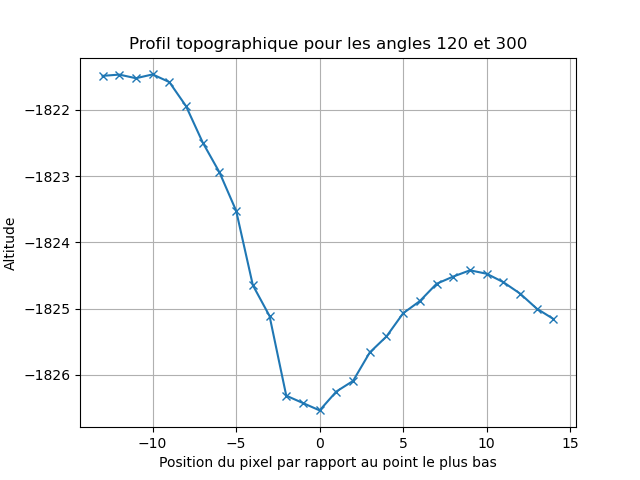 Profil topographique pour les angles 120 et 300
Altitude
−1822
−1823
−1824
−1825
−1826
−10 −5 0 5 10 15
Position du pixel par rapport au point le plus bas